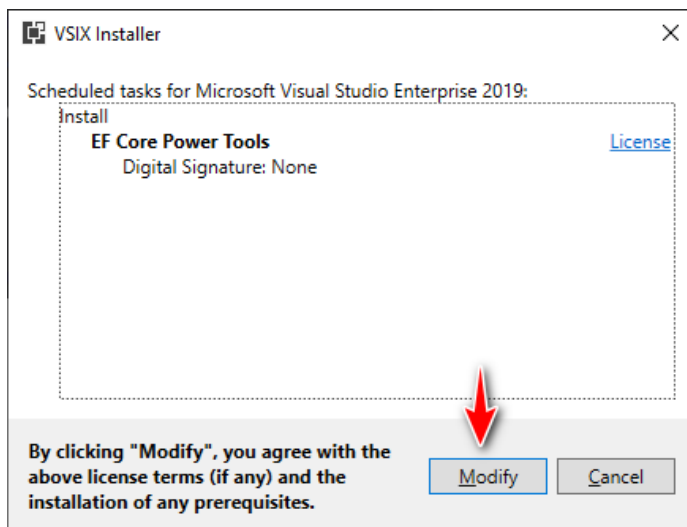 VSIX Installer
Scheduled tasks for Microsoft Visual Studio Enterprise 2019:
Install
EF Core Power Tools License
Digital Signature: None
By clicking "Modify", you agree with the
above license terms (if any) and the
installation of any prerequisites.
Modify Cancel